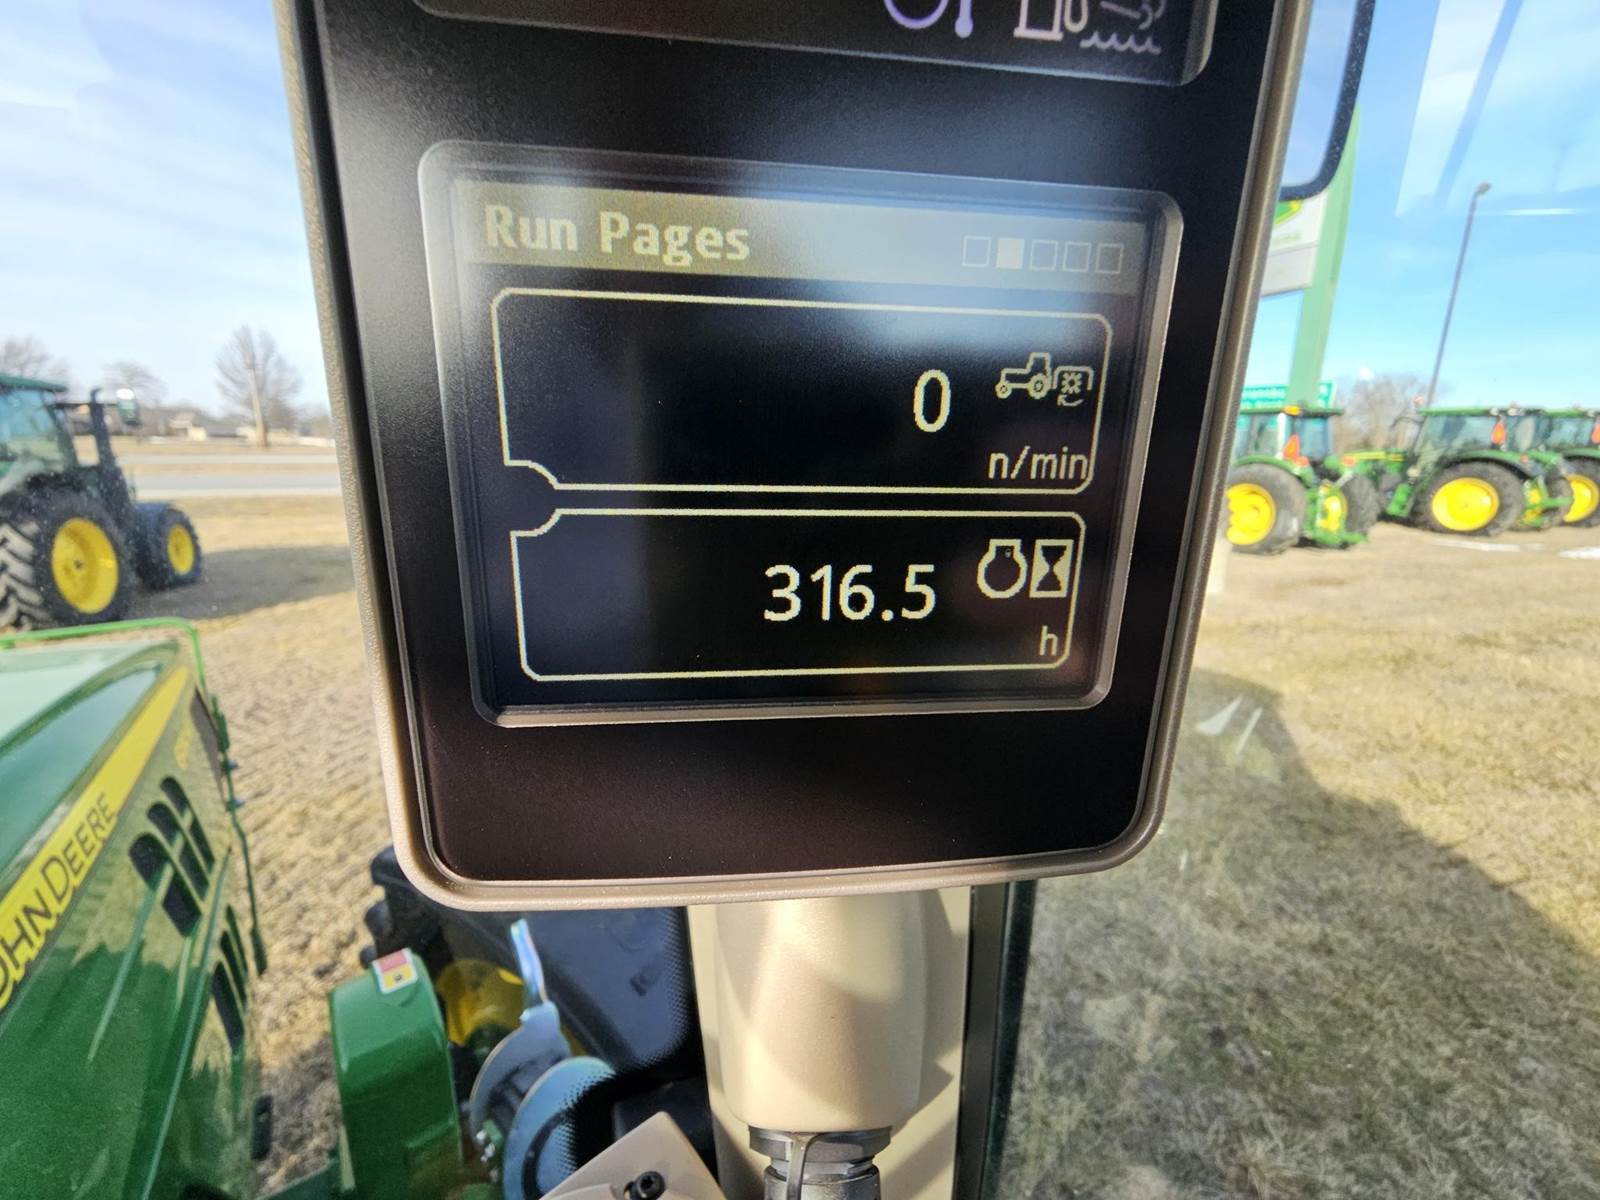 Run Pages
0
n/min
316.5
h
JOHN DEERE